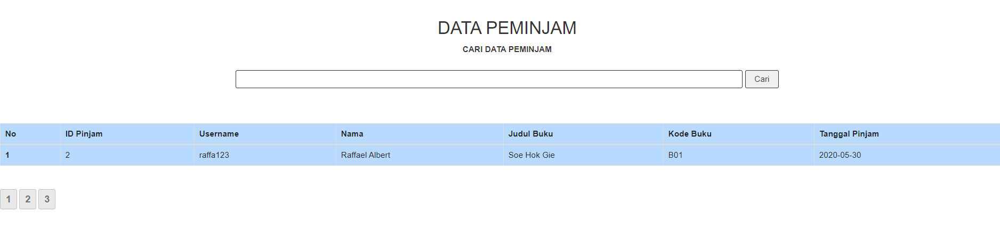 DATA PEMINJAM
CARI DATA PEMINJAM
Cari
No ID Pinjam Username Nama Judul Buku Kode Buku Tanggal Pinjam
1 2 raffa123 Raffael Albert Soe Hok Gie B01 2020-05-30
1 2 3